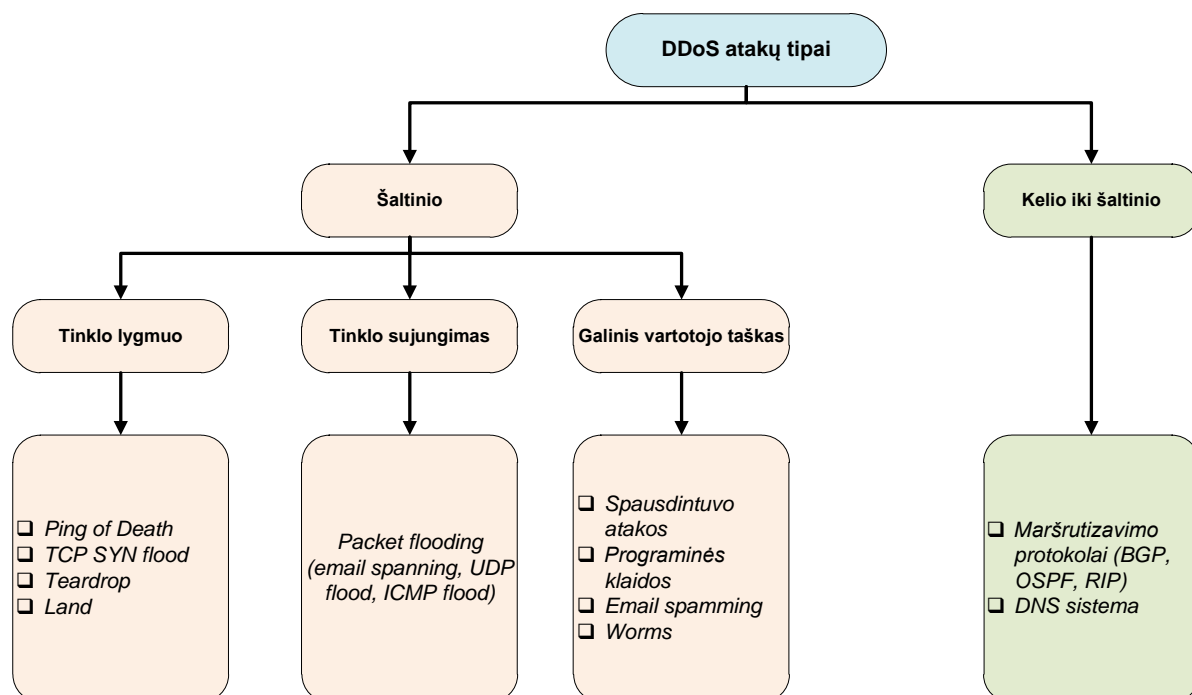 DDoS atakų tipai
Šaltinio
Kelio iki šaltinio
Tinklo lygmuo
Tinklo sujungimas
Galinis vartotojo taškas
❑ Ping of Death
❑ TCP SYN flood
❑ Teardrop
❑ Land
Packet flooding
(email spanning, UDP
flood, ICMP flood)
❑ Spausdintuvo
atakos
❑ Programinės
klaidos
❑ Email spamming
❑ Worms
❑ Maršrutizavimo
protokolai (BGP,
OSPF, RIP)
❑ DNS sistema